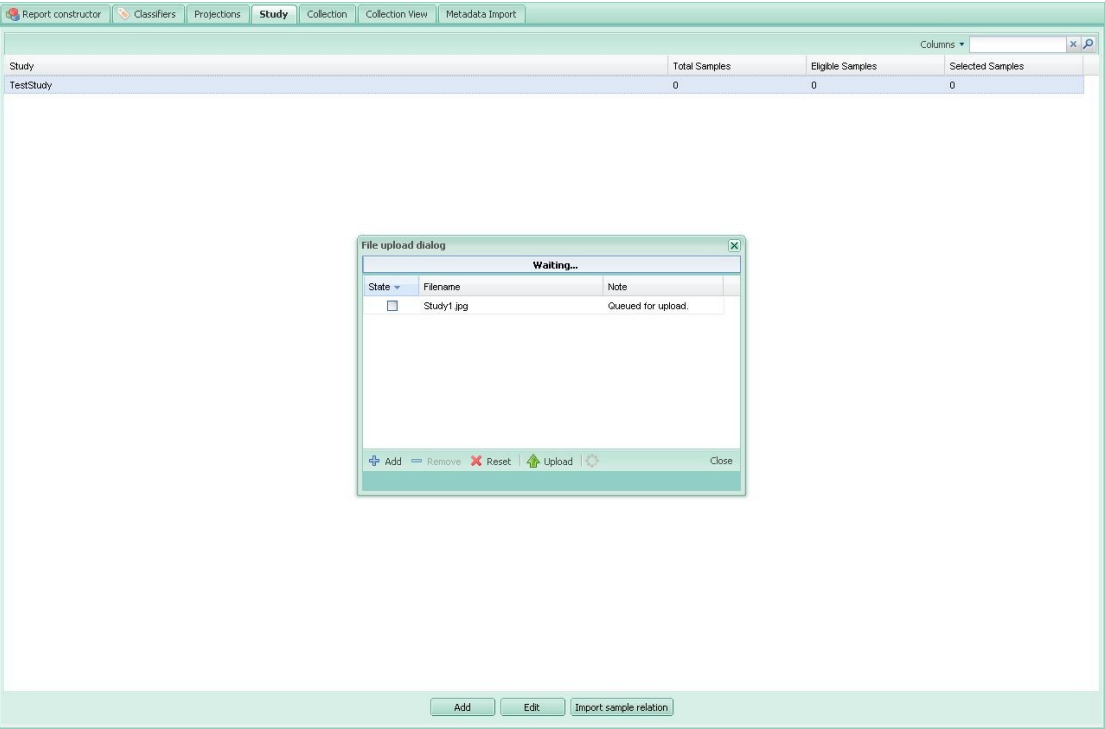 Report constructor Classifiers Projections Study Collection Collection View Metadata Import
Columns
Study Total Samples Eligible Samples Selected Samples
TestStudy 0 0 0
File upload dialog
Waiting...
State Filename Note
Study1.jpg Queued for upload.
Add Remove Reset Upload Close
Add Edit Import sample relation